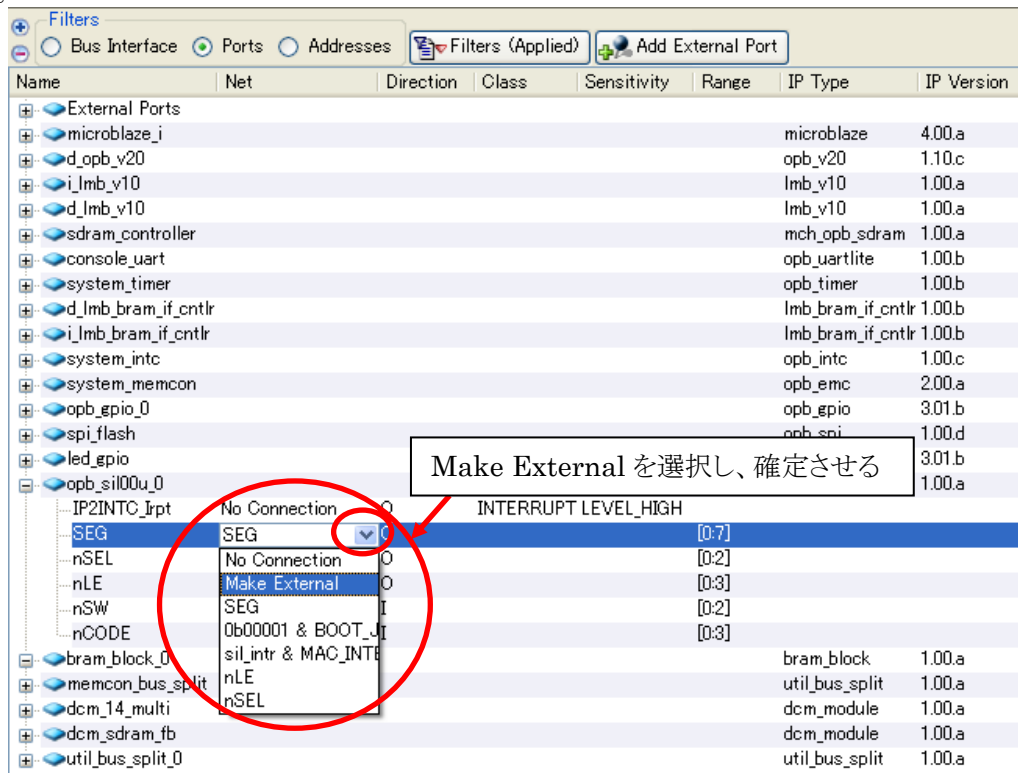 Filters
Bus Interface Ports Addresses Filters (Applied) Add External Port
Name Net Direction Class Sensitivity Range IP Type IP Version
External Ports
microblaze_i microblaze 4.00.a
d_opb_v20 opb_v20 1.10.c
i_lmb_v10 lmb_v10 1.00.a
d_lmb_v10 lmb_v10 1.00.a
sdram_controller mch_opb_sdram 1.00.a
console_uart opb_uartlite 1.00.b
system_timer opb_timer 1.00.b
d_lmb_bram_if_cntlr lmb_bram_if_cntlr 1.00.b
i_lmb_bram_if_cntlr lmb_bram_if_cntlr 1.00.b
system_intc opb_intc 1.00.c
system_memcon opb_emc 2.00.a
opb_gpio_0 opb_gpio 3.01.b
spi_flash opb_spi 1.00.d
led_gpio 3.01.b
Make External を選択し、確定させる
opb_sil00u_0 1.00.a
IP2INTC_Irpt No Connection O INTERRUPT LEVEL_HIGH
SEG SEG O [0:7]
nSEL No Connection O [0:2]
nLE Make External O [0:3]
nSW SEG I [0:2]
nCODE 0b00001 & BOOT_J I [0:3]
sil_intr & MAC_INTE
bram_block_0 bram_block 1.00.a
nLE
memcon_bus_split util_bus_split 1.00.a
nSEL
dcm_14_multi dcm_module 1.00.a
dcm_sdram_fb dcm_module 1.00.a
util_bus_split_0 util_bus_split 1.00.a